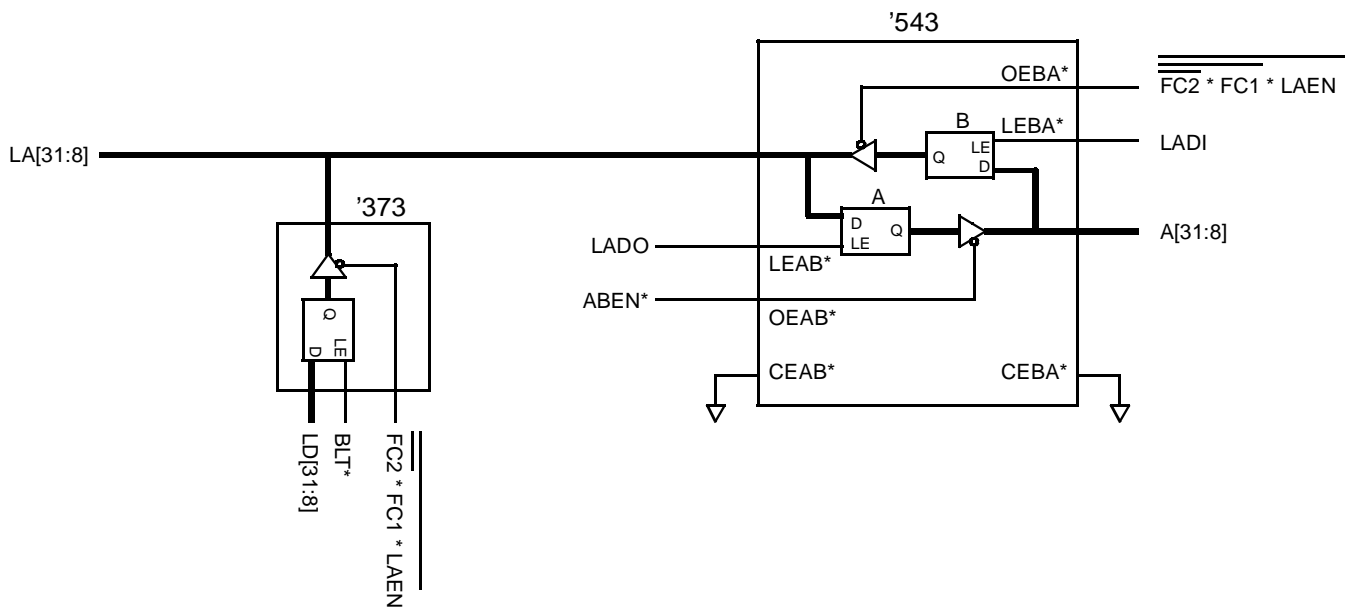 '543
OEBA*
FC2 * FC1 * LAEN
B
LEBA*
LE
Q
D
LADI
LA[31:8]
A
'373
D
Q
LE
A[31:8]
LADO
LEAB*
ABEN*
OEAB*
Q
D
LE
CEAB*
CEBA*
LD[31:8]
BLT*
FC2 * FC1 * LAEN